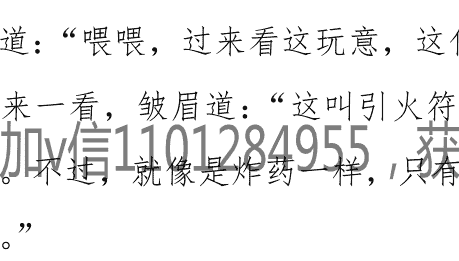 道：“喂喂，过来看这玩意，这
来一看，皱眉道：“这叫引火符
加v信1101284955，获
。不过，就像是炸药一样，只有
。”